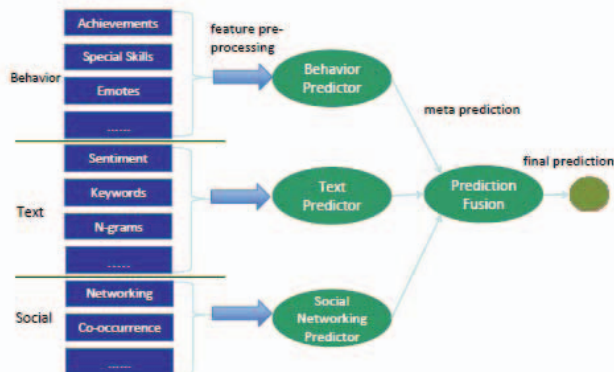 Achievements
Special Skills
Behavior
Emotes
......
feature pre-
processing
Behavior
Predictor
meta prediction
Sentiment
Keywords
Text
N-grams
......
Text
Predictor
Prediction
Fusion
final prediction
Networking
Social
Co-occurrence
......
Social
Networking
Predictor